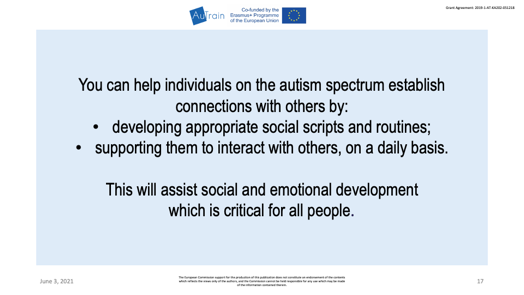 AuTrain
Co-funded by the
Erasmus+ Programme
of the European Union
Grant Agreement: 2019-1-AT-KA202-051218
You can help individuals on the autism spectrum establish
connections with others by:
• developing appropriate social scripts and routines;
• supporting them to interact with others, on a daily basis.
This will assist social and emotional development
which is critical for all people.
June 3, 2021
The European Commission support for the production of this publication does not constitute an endorsement of the contents
which reflects the views only of the authors, and the Commission cannot be held responsible for any use which may be made
of the information contained therein.
17